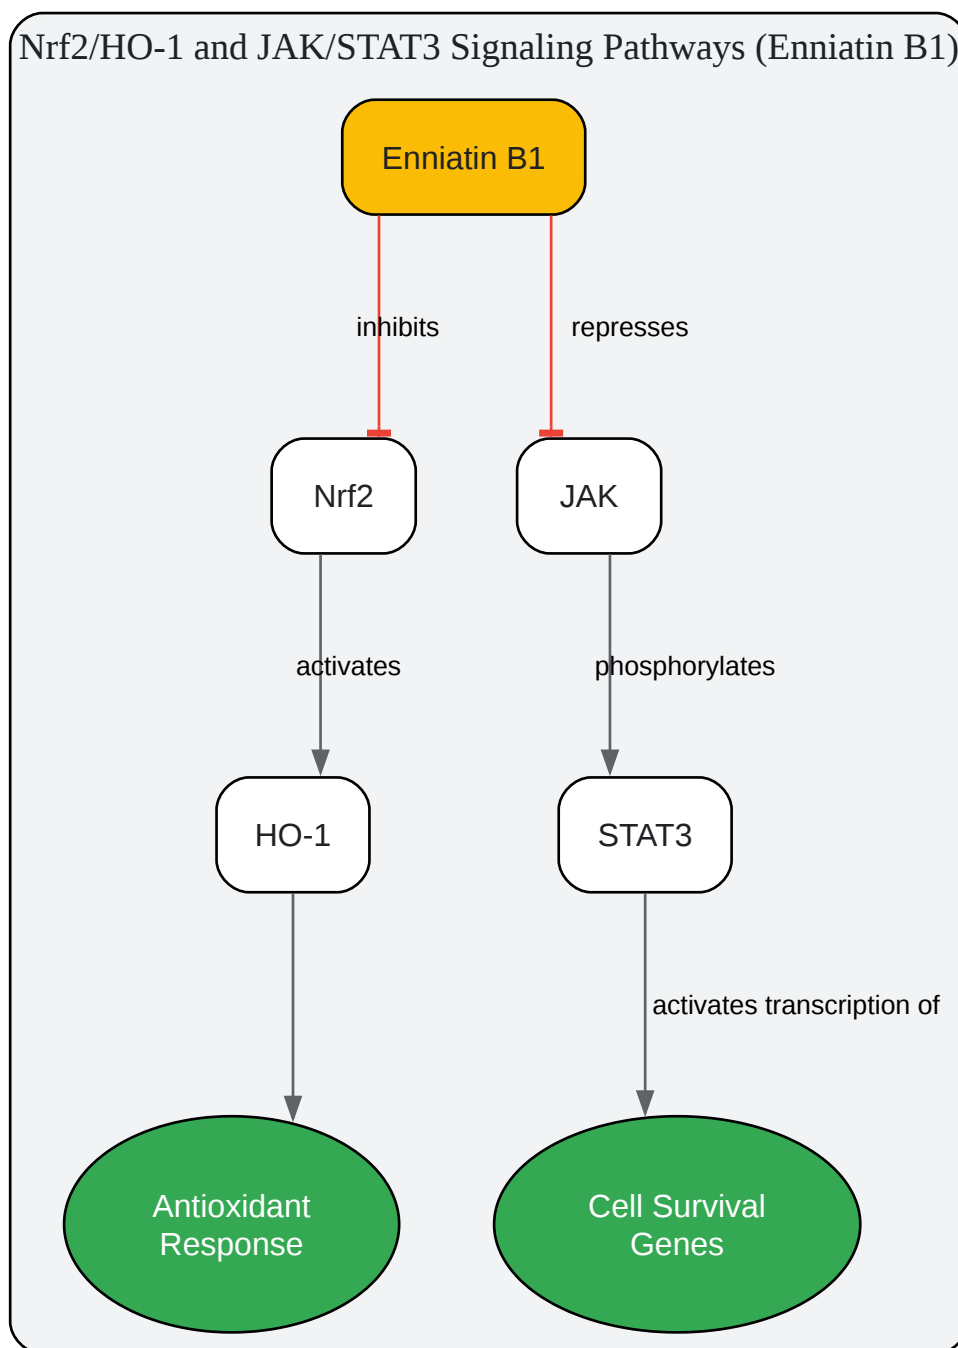 Nrf2/HO-1 and JAK/STAT3 Signaling Pathways (Enniatin B1)
Enniatin B1
inhibits
represses
Nrf2
JAK
activates
phosphorylates
HO-1
STAT3
activates transcription of
Antioxidant
Response
Cell Survival
Genes